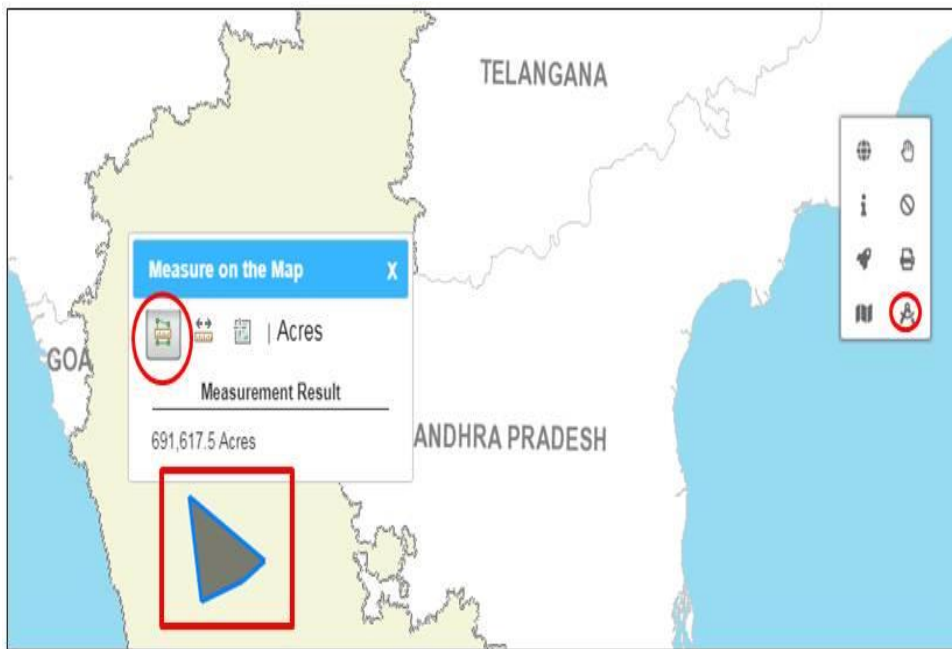 TELANGANA
Measure on the Map X
| Acres
GOA
Measurement Result
691,617.5 Acres
ANDHRA PRADESH